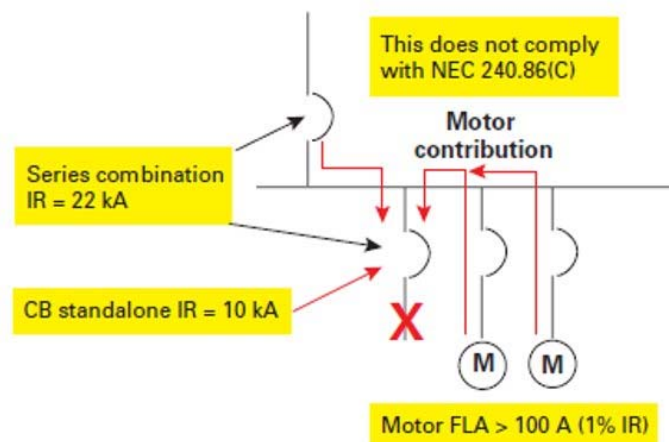 This does not comply
with NEC 240.86(C)
Motor
contribution
Series combination
IR = 22 kA
CB standalone IR = 10 kA
X
M
M
Motor FLA > 100 A (1% IR)